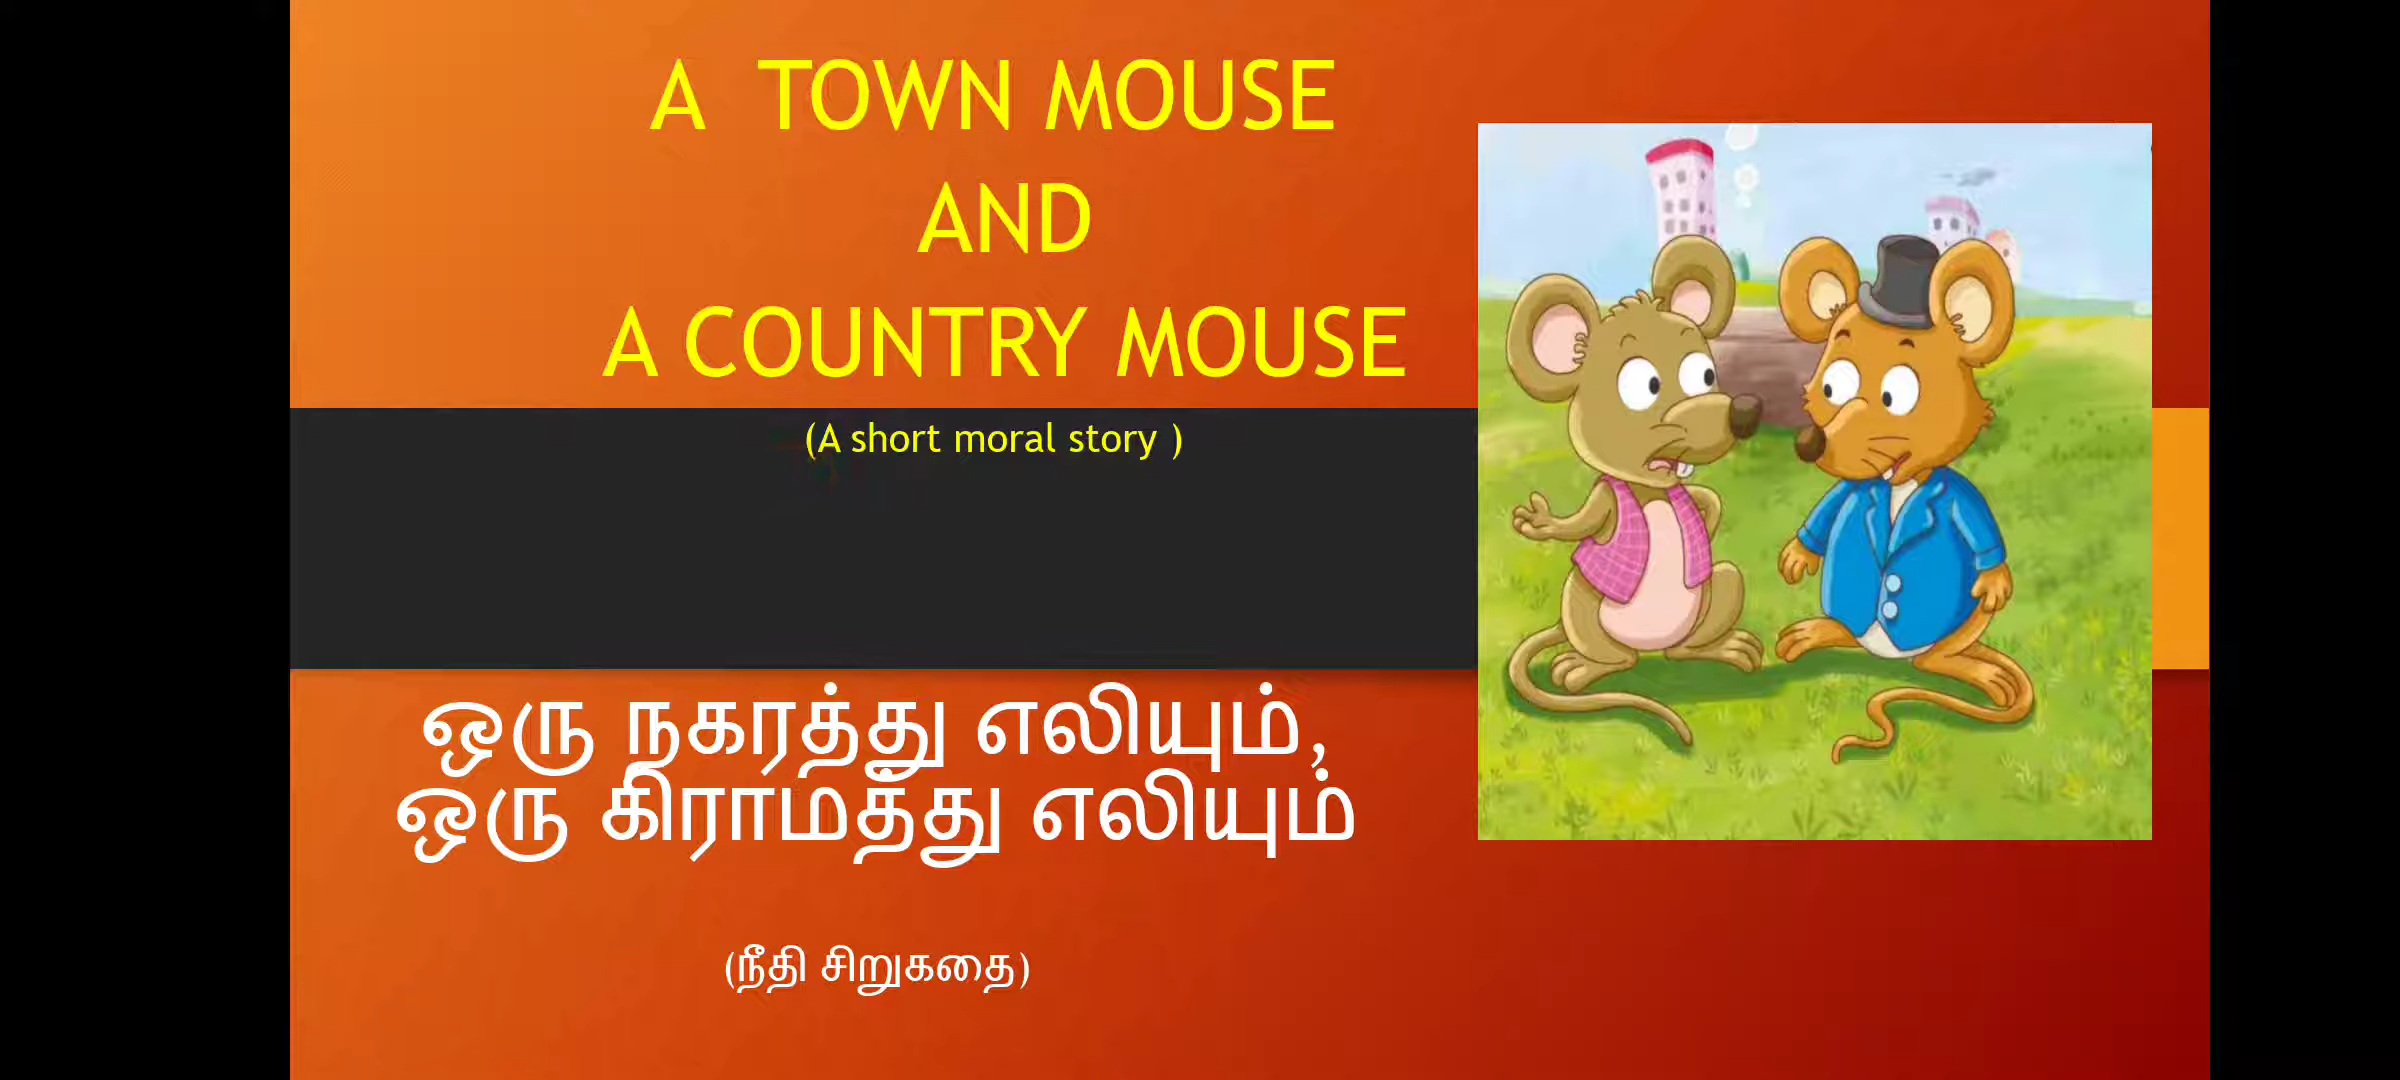 A TOWN MOUSE
AND
A COUNTRY MOUSE
(A short moral story )
ஒரு நகரத்து எலியும்,
ஒரு கிராமத்து எலியும்
(நீதி சிறுகதை)